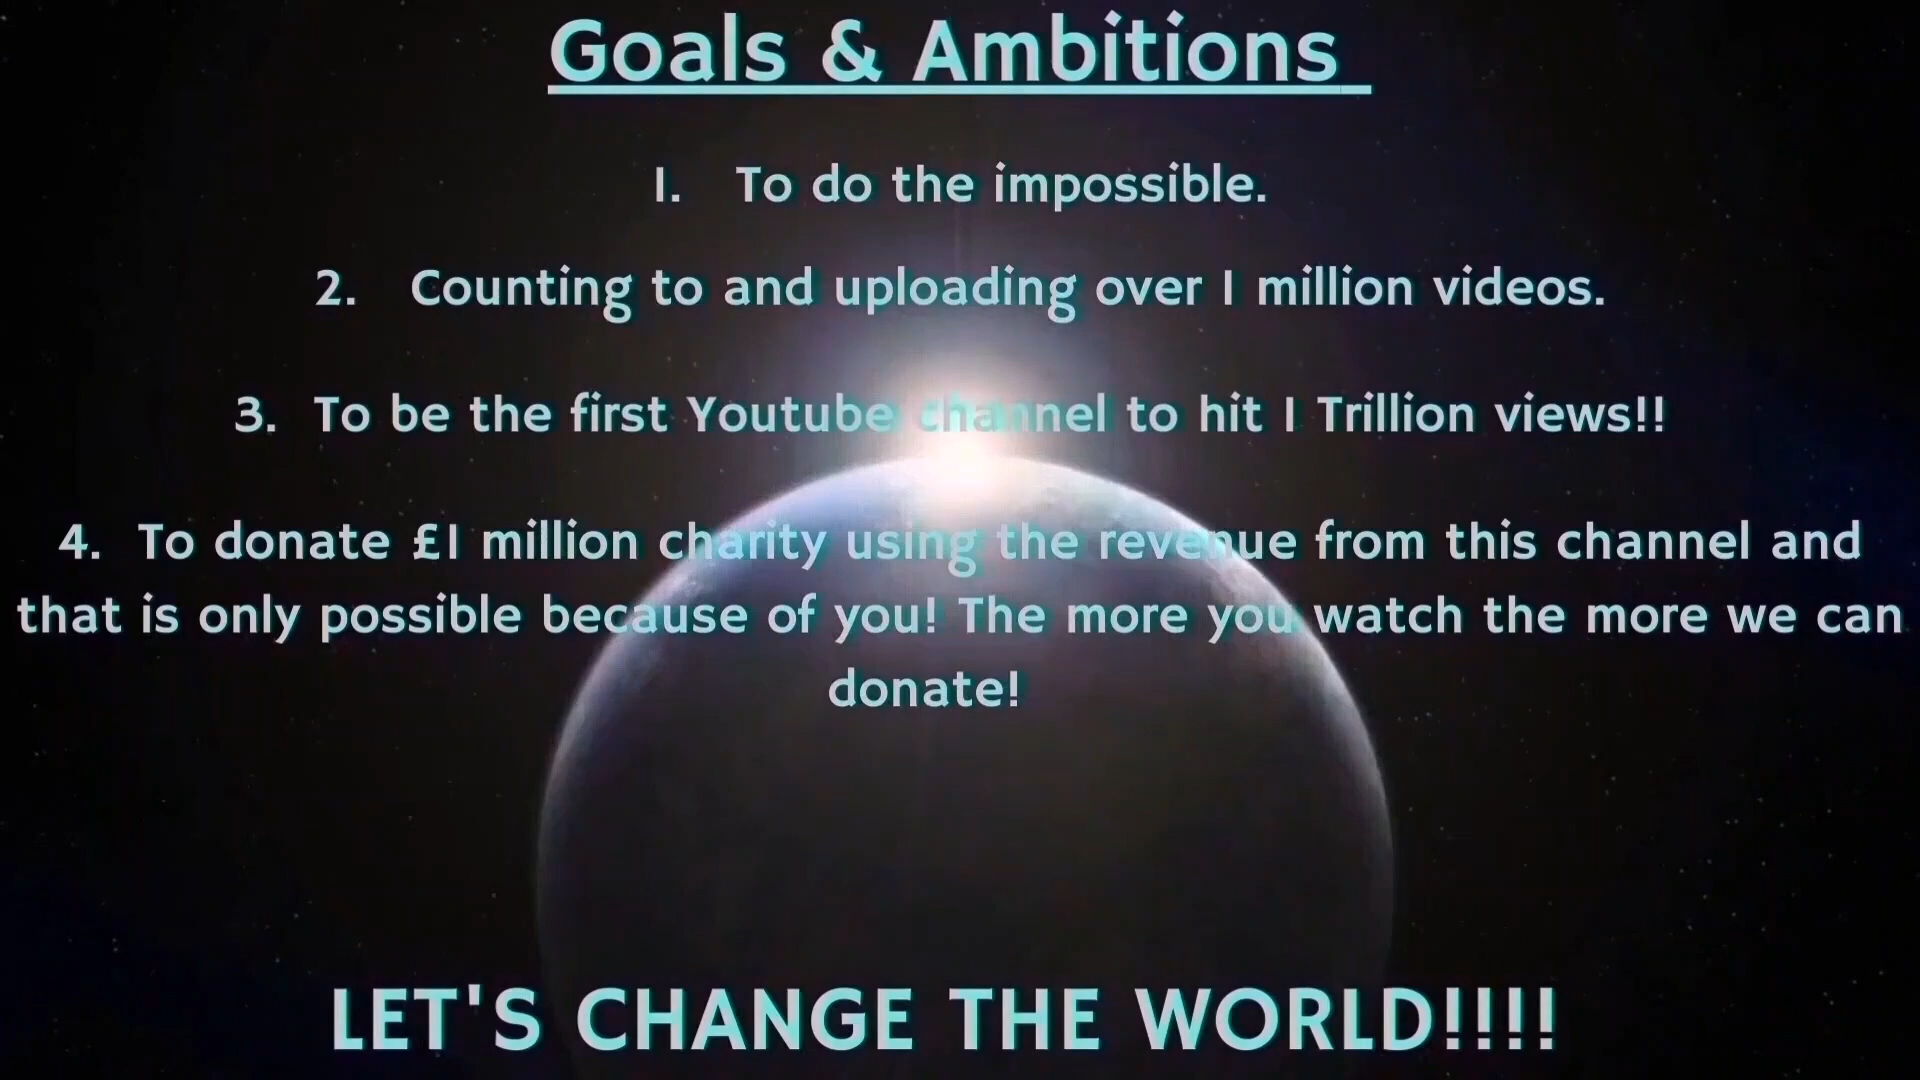 Goals & Ambitions
1. To do the impossible.
2. Counting to and uploading over 1 million videos.
3. To be the first Youtube channel to hit 1 Trillion views!!
4. To donate £1 million charity using the revenue from this channel and
that is only possible because of you! The more you watch the more we can
donate!
LET'S CHANGE THE WORLD!!!!